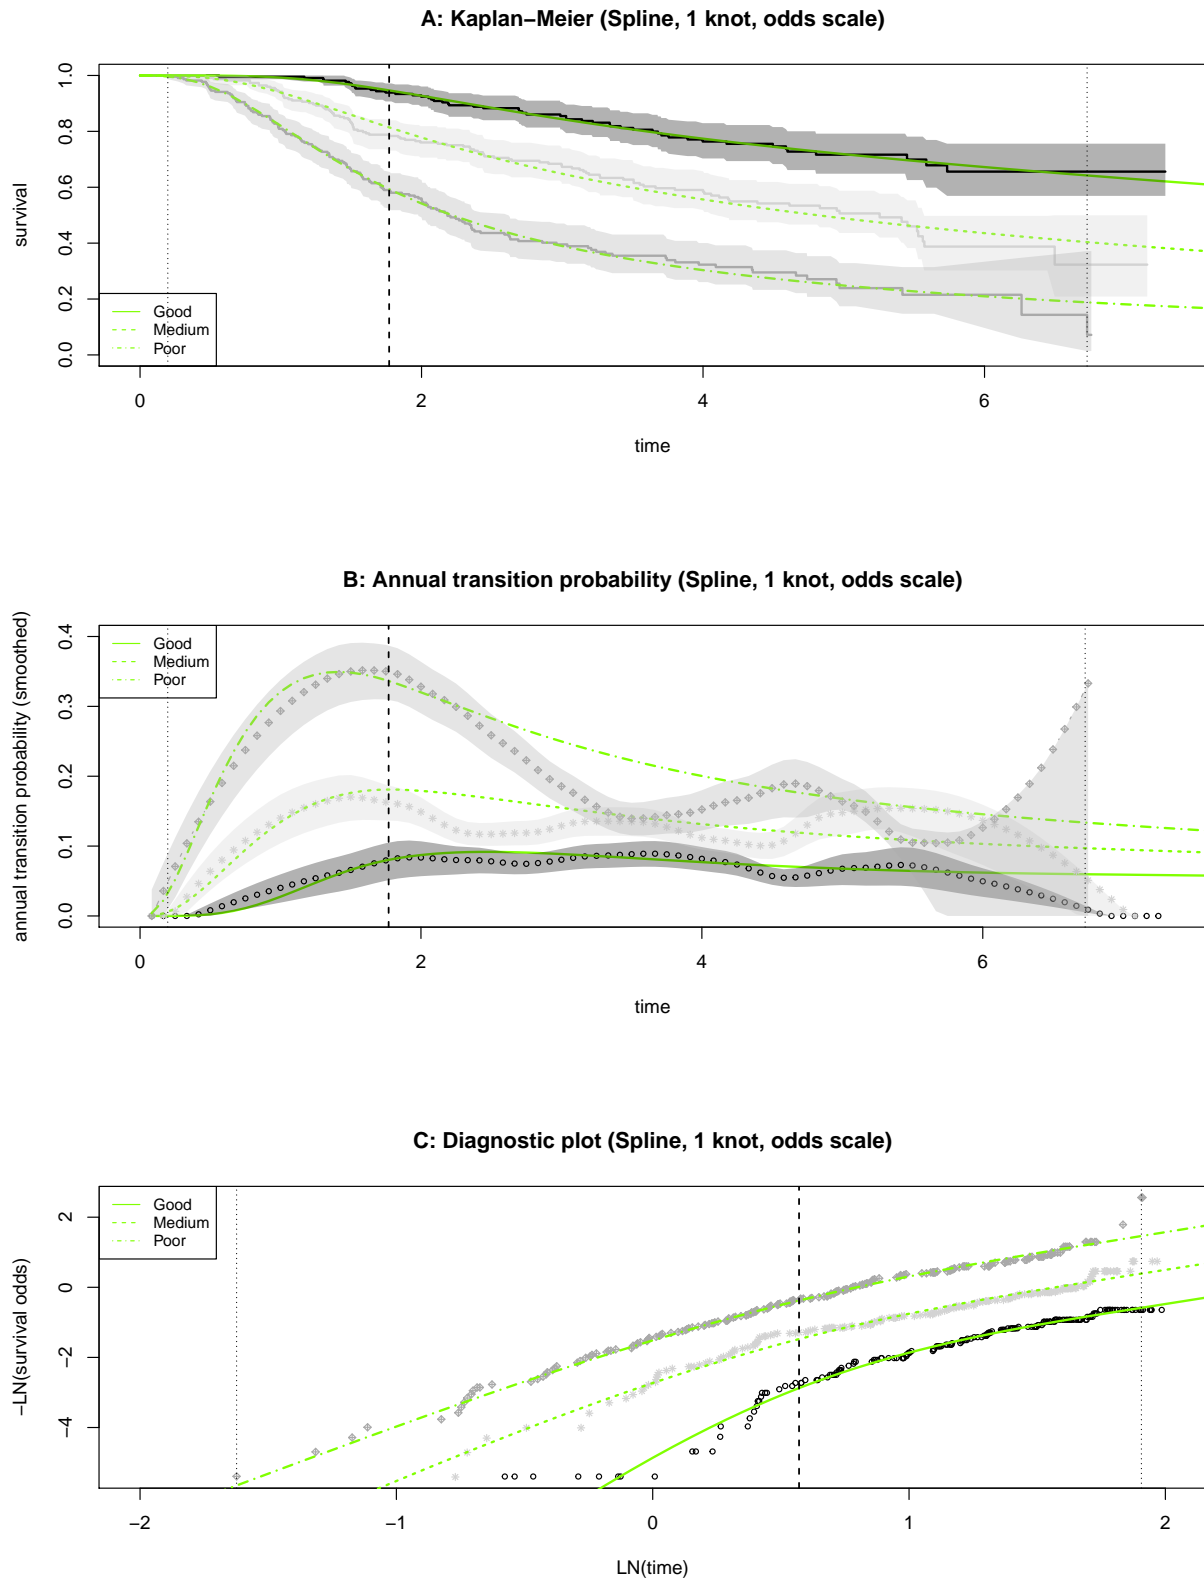 A: Kaplan−Meier (Spline, 1 knot, odds scale)
survival
1.0
0.8
0.6
0.4
0.2
0.0
Good
Medium
Poor
0 2 4 6
time
B: Annual transition probability (Spline, 1 knot, odds scale)
annual transition probability (smoothed)
0.4
0.3
0.2
0.1
0.0
Good
Medium
Poor
0 2 4 6
time
C: Diagnostic plot (Spline, 1 knot, odds scale)
−LN(survival odds)
2
0
−2
−4
Good
Medium
Poor
−2 −1 0 1 2
LN(time)